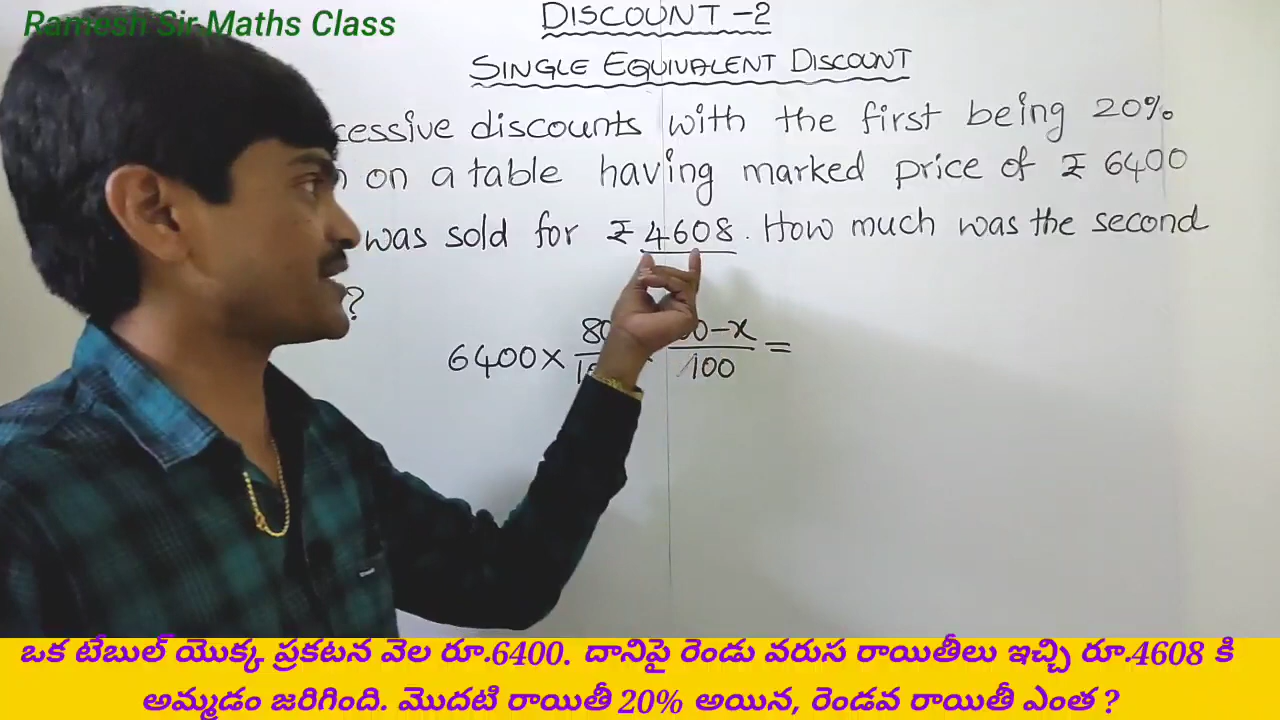 Ramesh Sir Maths Class
DISCOUNT -2
SINGLE EQUIVALENT DISCOUNT
discounts with the first being 20%
on a table having marked price of ₹ 6400
was sold for ₹ 4608. How much was the second
?
6400 × 80 -x
100 =
ఒక టేబుల్ యొక్క ప్రకటన వెల రూ.6400. దానిపై రెండు వరుస రాయితీలు ఇచ్చి రూ.4608 కి
అమ్మడం జరిగింది. మొదటి రాయితీ 20% అయిన, రెండవ రాయితీ ఎంత ?